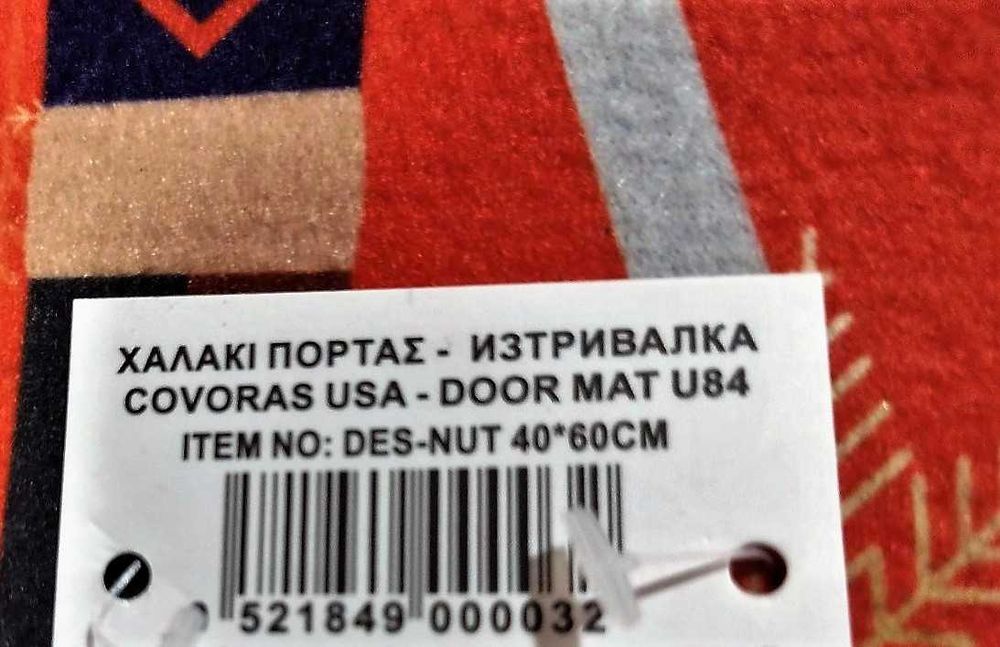 ΧΑΛΑΚΙ ΠΟΡΤΑΣ - ИЗТРИВАЛКА
COVORAS USA - DOOR MAT U84
ITEM NO: DES-NUT 40*60CM
521849 000032